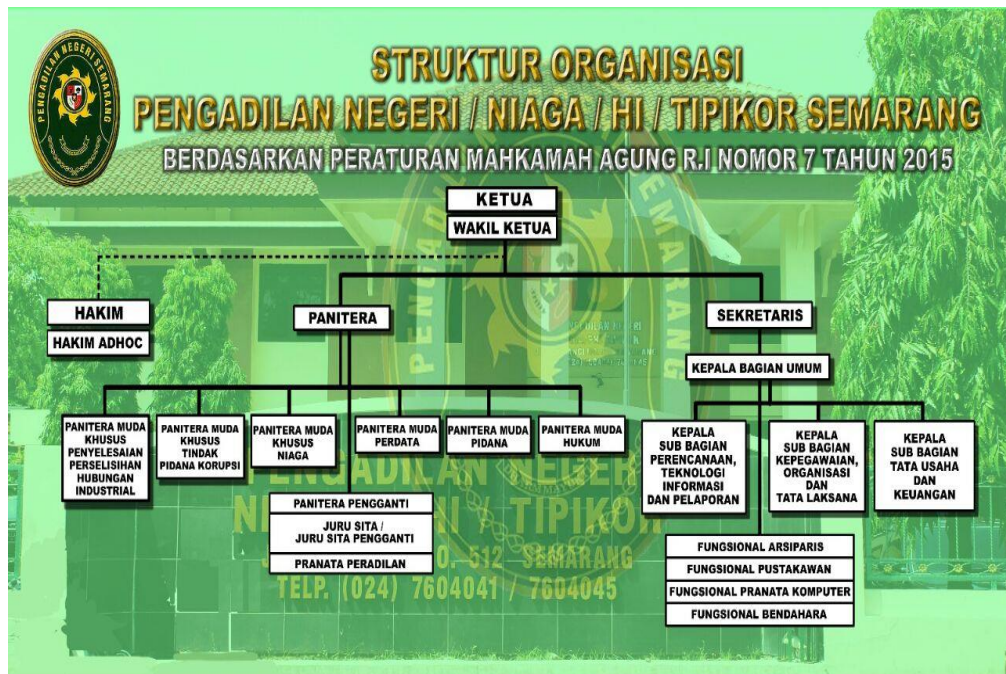 PENGADILAN NEGERI SEMARANG
STRUKTUR ORGANISASI
PENGADILAN NEGERI / NIAGA / HI / TIPIKOR SEMARANG
BERDASARKAN PERATURAN MAHKAMAH AGUNG R.I NOMOR 7 TAHUN 2015
KETUA
WAKIL KETUA
HAKIM
HAKIM ADHOC
PANITERA
SEKRETARIS
KEPALA BAGIAN UMUM
PANITERA MUDA
KHUSUS
PENYELESAIAN
PERSELISIHAN
HUBUNGAN
INDUSTRIAL
PANITERA MUDA
KHUSUS
TINDAK
PIDANA KORUPSI
PANITERA MUDA
KHUSUS
NIAGA
PANITERA MUDA
PERDATA
PANITERA MUDA
PIDANA
PANITERA MUDA
HUKUM
KEPALA
SUB BAGIAN
PERENCANAAN,
TEKNOLOGI
INFORMASI
DAN PELAPORAN
KEPALA
SUB BAGIAN
KEPEGAWAIAN,
ORGANISASI
DAN
TATA LAKSANA
KEPALA
SUB BAGIAN
TATA USAHA
DAN
KEUANGAN
PANITERA PENGGANTI
JURU SITA /
JURU SITA PENGGANTI
PRANATA PERADILAN
FUNGSIONAL ARSIPARIS
FUNGSIONAL PUSTAKAWAN
FUNGSIONAL PRANATA KOMPUTER
FUNGSIONAL BENDAHARA
PENGADILAN NEGERI
HI TIPIKOR
512 SEMARANG
TELP. (024) 7604041 / 7604045